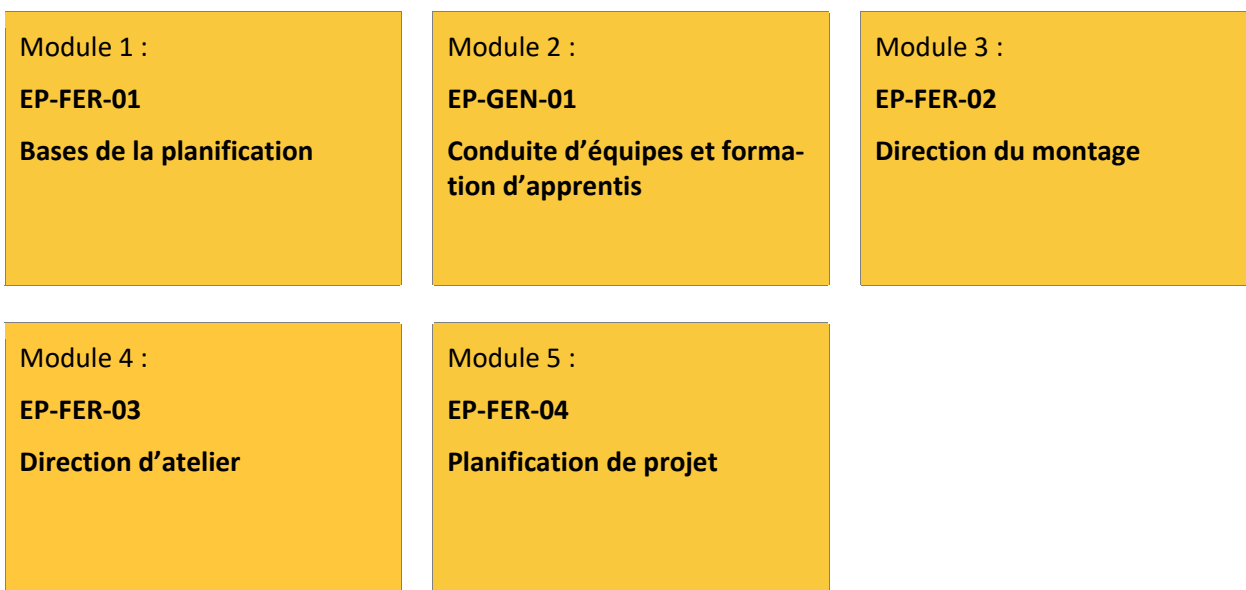 Module 1 :
EP-FER-01
Bases de la planification
Module 2 :
EP-GEN-01
Conduite d’équipes et forma-
tion d’apprentis
Module 3 :
EP-FER-02
Direction du montage
Module 4 :
EP-FER-03
Direction d’atelier
Module 5 :
EP-FER-04
Planification de projet